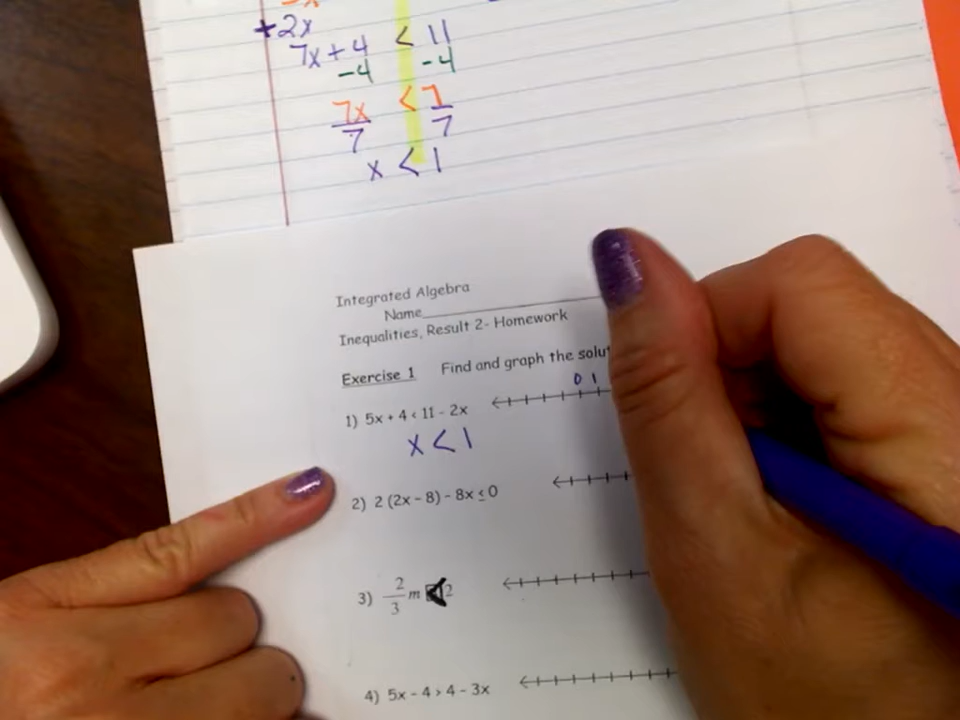 +2x
7x + 4 < 11
-4 -4
7x < 7
7 7
x < 1
Integrated Algebra
Name
Inequalities, Result 2- Homework
Exercise 1 Find and graph the solut
0 1
1) 5x + 4 < 11 - 2x
x < 1
2) 2 (2x - 8) - 8x ≤ 0
3) 2/3 m < 2
4) 5x - 4 > 4 - 3x